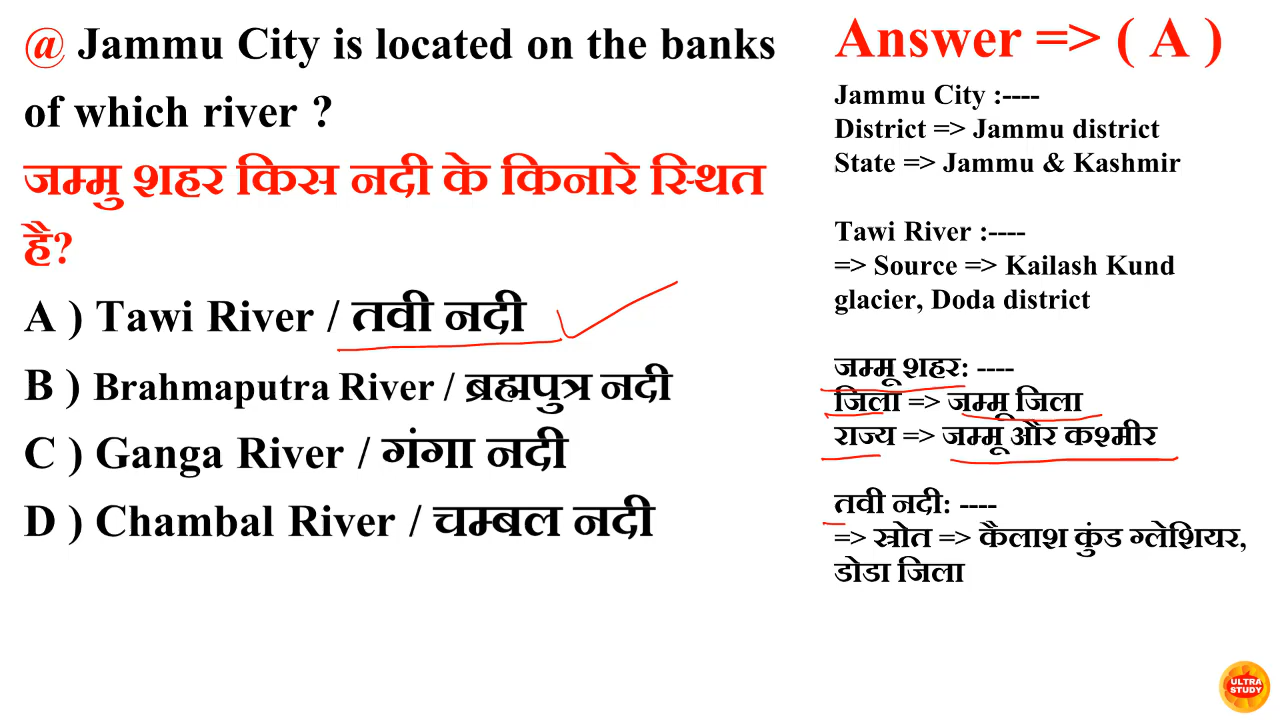 @ Jammu City is located on the banks
of which river ?
जम्मु शहर किस नदी के किनारे स्थित
है?
A ) Tawi River / तवी नदी
B ) Brahmaputra River / ब्रह्मपुत्र नदी
C ) Ganga River / गंगा नदी
D ) Chambal River / चम्बल नदी
Answer => ( A )
Jammu City :----
District => Jammu district
State => Jammu & Kashmir
Tawi River :----
=> Source => Kailash Kund
glacier, Doda district
जम्मू शहर: ----
जिला => जम्मू जिला
राज्य => जम्मू और कश्मीर
तवी नदी: ----
=> स्रोत => कैलाश कुंड ग्लेशियर,
डोडा जिला
ULTRA
STUDY